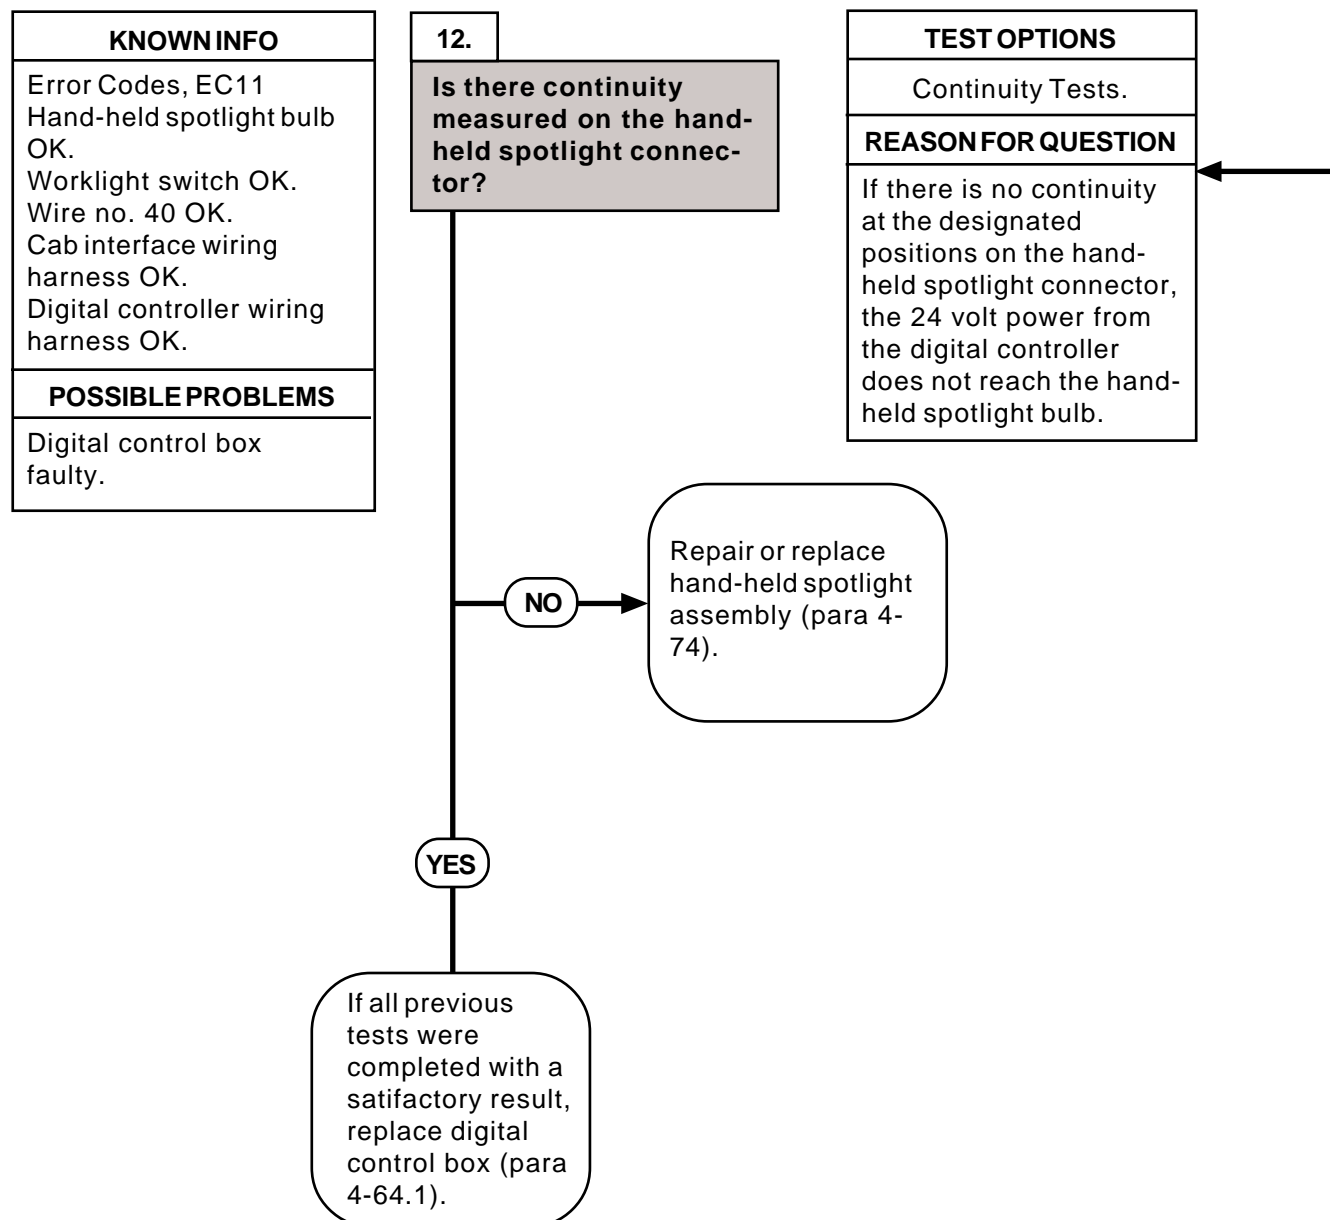 KNOWN INFO
Error Codes, EC11
Hand-held spotlight bulb
OK.
Worklight switch OK.
Wire no. 40 OK.
Cab interface wiring
harness OK.
Digital controller wiring
harness OK.
POSSIBLE PROBLEMS
Digital control box
faulty.
12.
Is there continuity
measured on the hand-
held spotlight connec-
tor?
TEST OPTIONS
Continuity Tests.
REASON FOR QUESTION
If there is no continuity
at the designated
positions on the hand-
held spotlight connector,
the 24 volt power from
the digital controller
does not reach the hand-
held spotlight bulb.
NO
Repair or replace
hand-held spotlight
assembly (para 4-
74).
YES
If all previous
tests were
completed with a
satifactory result,
replace digital
control box (para
4-64.1).